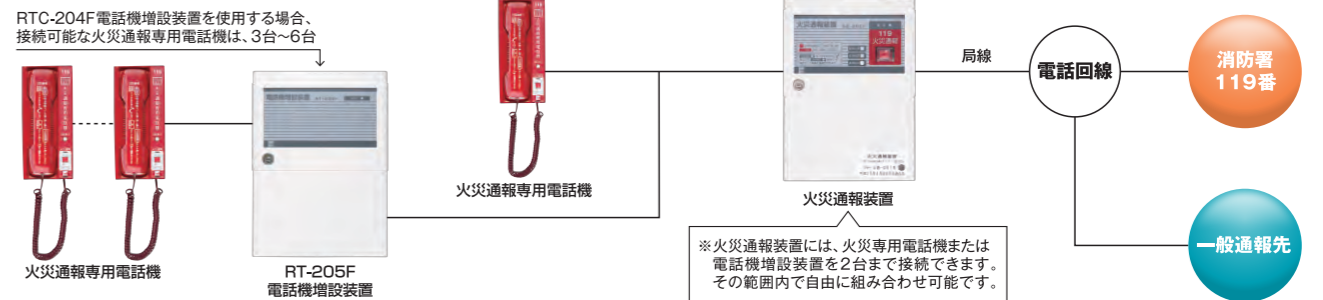 RTC-204F電話機増設装置を使用する場合、
接続可能な火災通報専用電話機は、3台～6台
火災通報専用電話機
RT-205F
電話機増設装置
火災通報専用電話機
119
火災通報
火災通報装置
※火災通報装置には、火災専用電話機または
電話機増設装置を2台まで接続できます。
その範囲内で自由に組み合わせ可能です。
局線
電話回線
消防署
119番
一般通報先